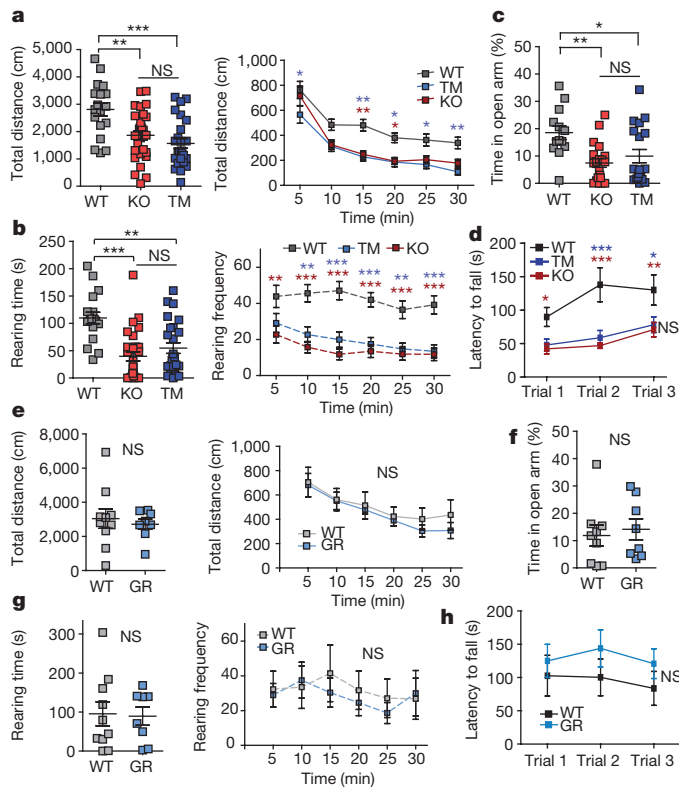 a
***
**
NS
Total distance (cm)
5,000
4,000
3,000
2,000
1,000
0
WT KO TM
Total distance (cm)
1,000
800
600
400
200
0
* ** * * **
** *
WT
TM
KO
5 10 15 20 25 30
Time (min)
c
*
**
NS
Time in open arm (%)
50
40
30
20
10
0
WT KO TM
b
**
***
NS
Rearing time (s)
250
200
150
100
50
0
WT KO TM
Rearing frequency
60
40
20
0
WT TM KO
** *** *** ** ***
** *** *** *** *** ***
5 10 15 20 25 30
Time (min)
d
Latency to fall (s)
200
150
100
50
0
WT
TM
KO
*** *
* *** **
NS
Trial 1 Trial 2 Trial 3
e
NS
Total distance (cm)
8,000
6,000
4,000
2,000
0
WT GR
Total distance (cm)
1,000
800
600
400
200
0
NS
WT
GR
5 10 15 20 25 30
Time (min)
f
NS
Time in open arm (%)
50
40
30
20
10
0
WT GR
g
NS
Rearing time (s)
300
200
100
0
WT GR
Rearing frequency
60
40
20
0
WT
GR
NS
5 10 15 20 25 30
Time (min)
h
Latency to fall (s)
200
150
100
50
0
NS
WT
GR
Trial 1 Trial 2 Trial 3